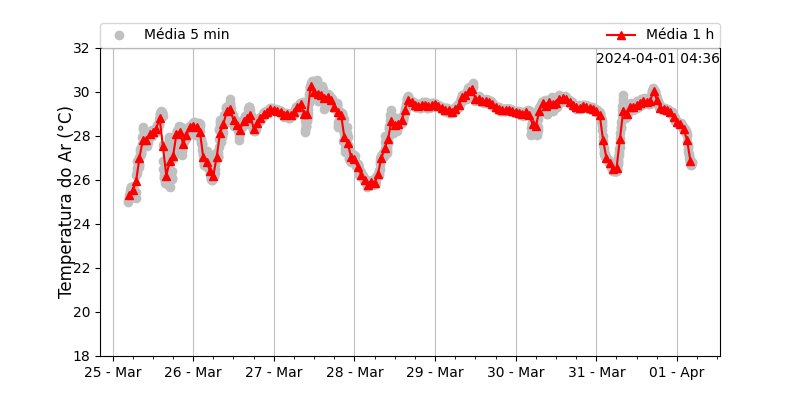 Média 5 min
Média 1 h
2024-04-01 04:36
Temperatura do Ar (°C)
32
30
28
26
24
22
20
18
25 - Mar
26 - Mar
27 - Mar
28 - Mar
29 - Mar
30 - Mar
31 - Mar
01 - Apr